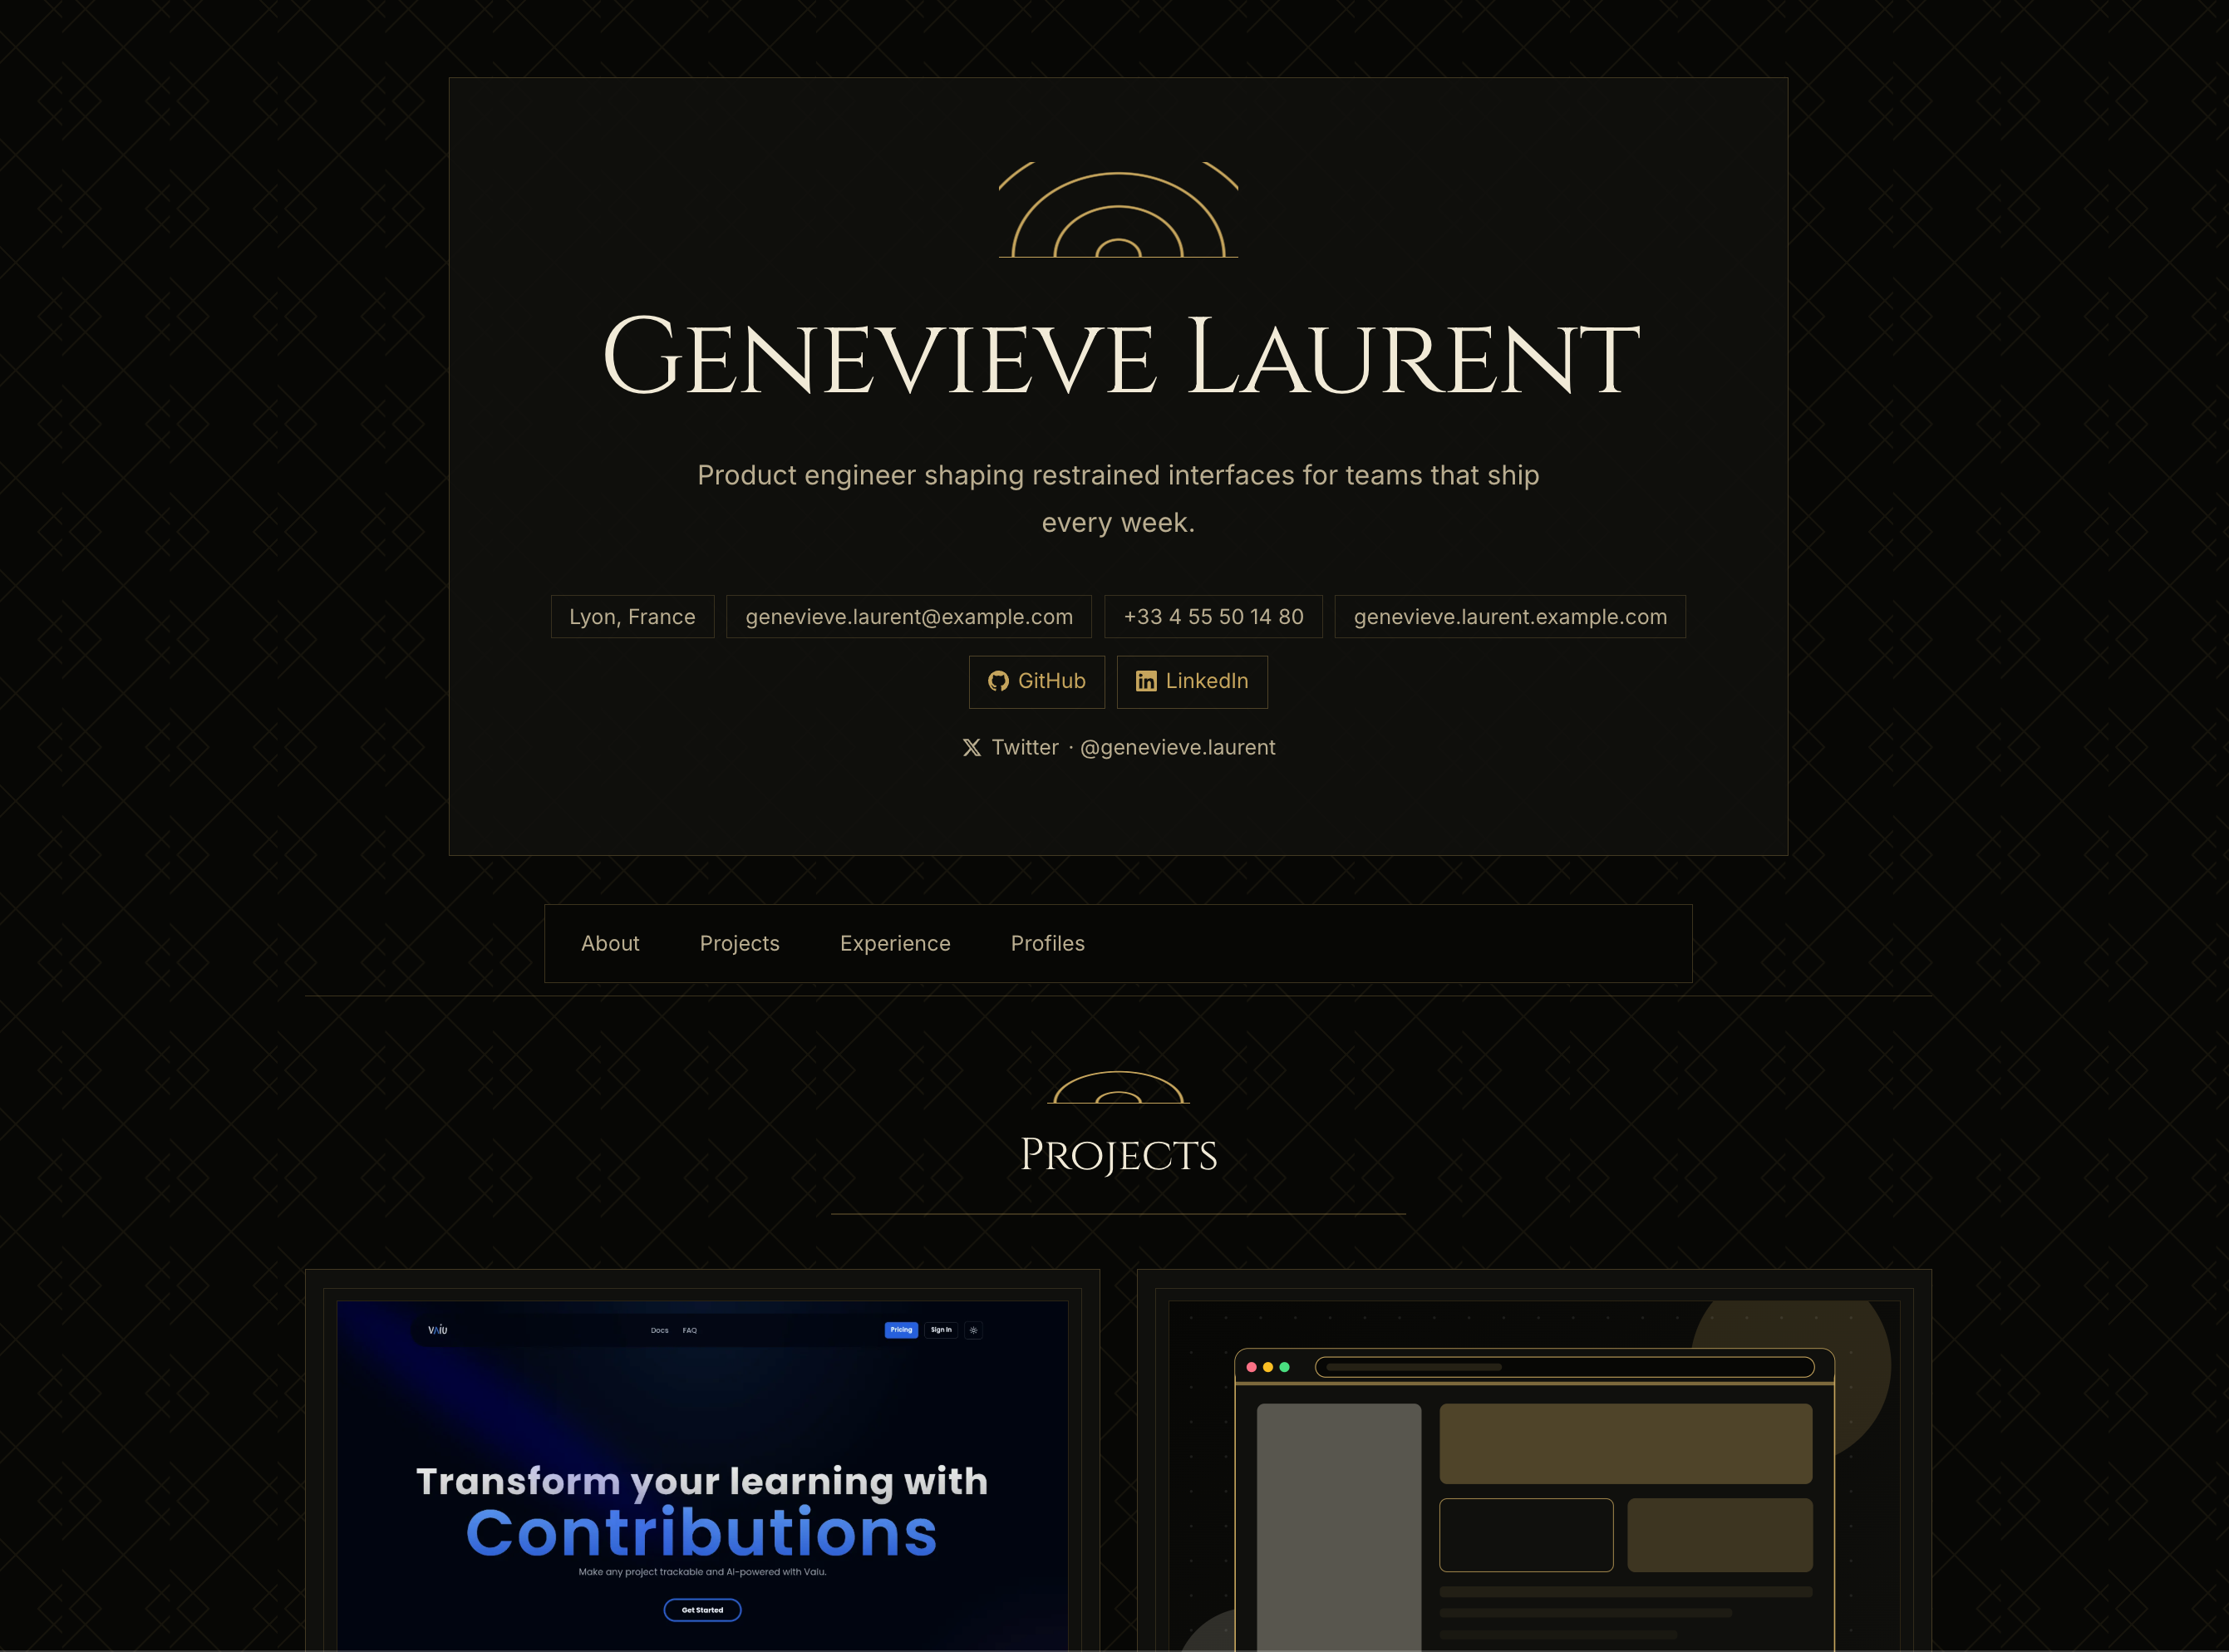 Genevieve Laurent
Product engineer shaping restrained interfaces for teams that ship
every week.
Lyon, France
genevieve.laurent@example.com
+33 4 55 50 14 80
genevieve.laurent.example.com
GitHub
LinkedIn
Twitter · @genevieve.laurent
About
Projects
Experience
Profiles
Projects
VAIU
Docs
FAQ
Pricing
Sign In
Transform your learning with
Contributions
Make any project trackable and AI-powered with Vaiu.
Get Started